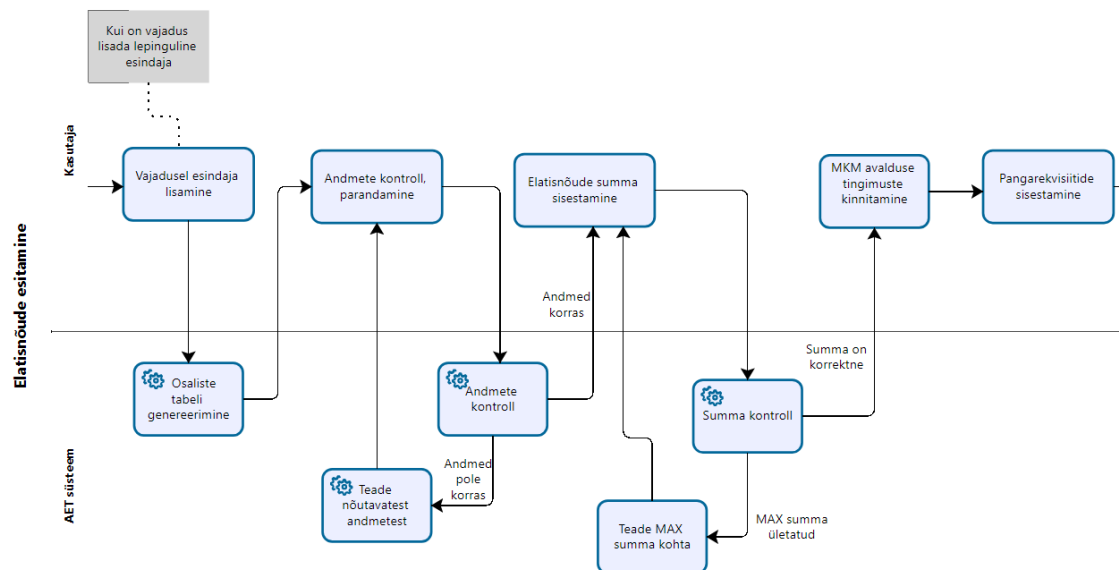 Kui on vajadus
lisada lepinguline
esindaja
Elatisnõude esitamine
Kasutaja
Vajadusel esindaja
lisamine
Andmete kontroll,
parandamine
Elatisnõude summa
sisestamine
MKM avalduse
tingimuste
kinnitamine
Pangarekvisiitide
sisestamine
Andmed
korras
Summa on
korrektne
AET süsteem
Osaliste
tabeli
genereerimine
Andmete
kontroll
Summa kontroll
Andmed
pole
korras
Teade
nõutavatest
andmetest
Teade MAX
summa kohta
MAX summa
ületatud